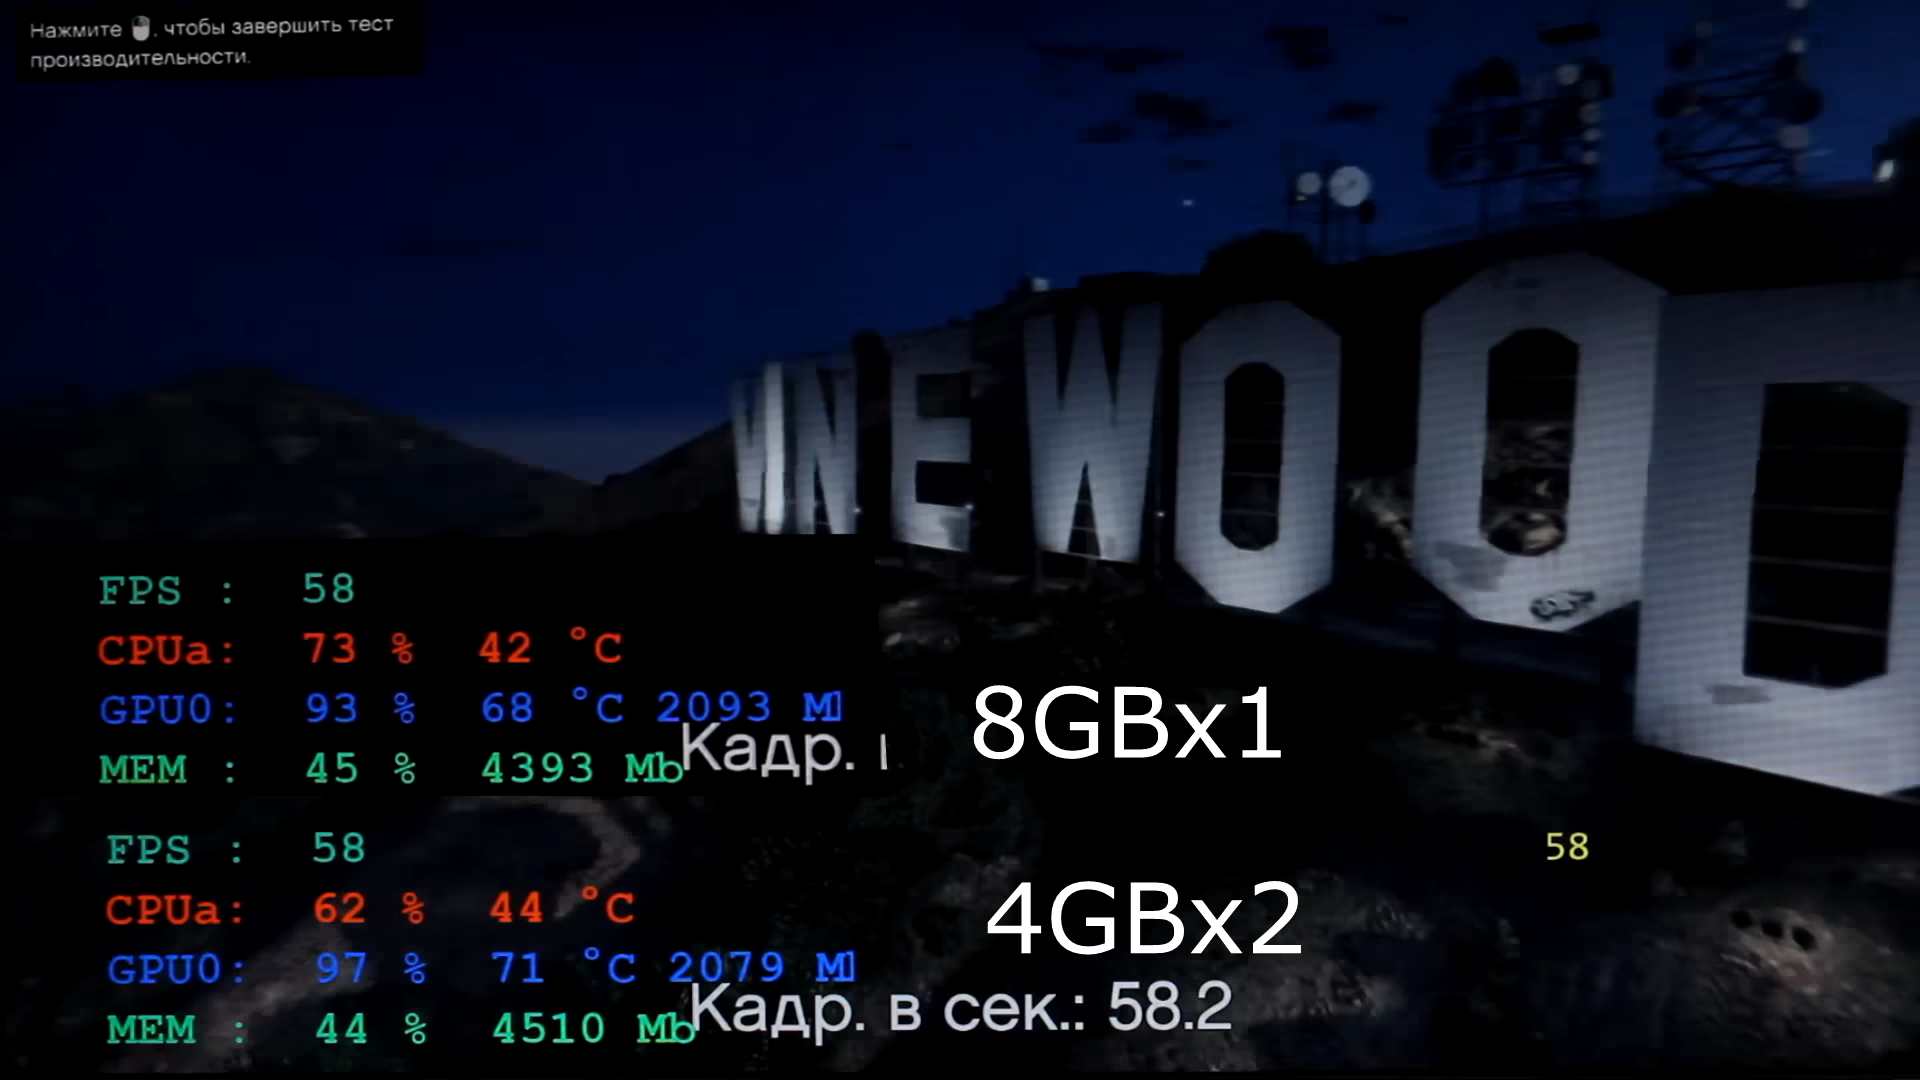 Нажмите , чтобы завершить тест
производительности.
VINEWOOD
FPS : 58
CPUa: 73 % 42 °C
GPU0: 93 % 68 °C 2093 M
MEM : 45 % 4393 Mb
Кадр.
8GBx1
FPS : 58
58
CPUa: 62 % 44 °C
4GBx2
GPU0: 97 % 71 °C 2079 M
MEM : 44 % 4510 Mb
Кадр. в сек.: 58.2